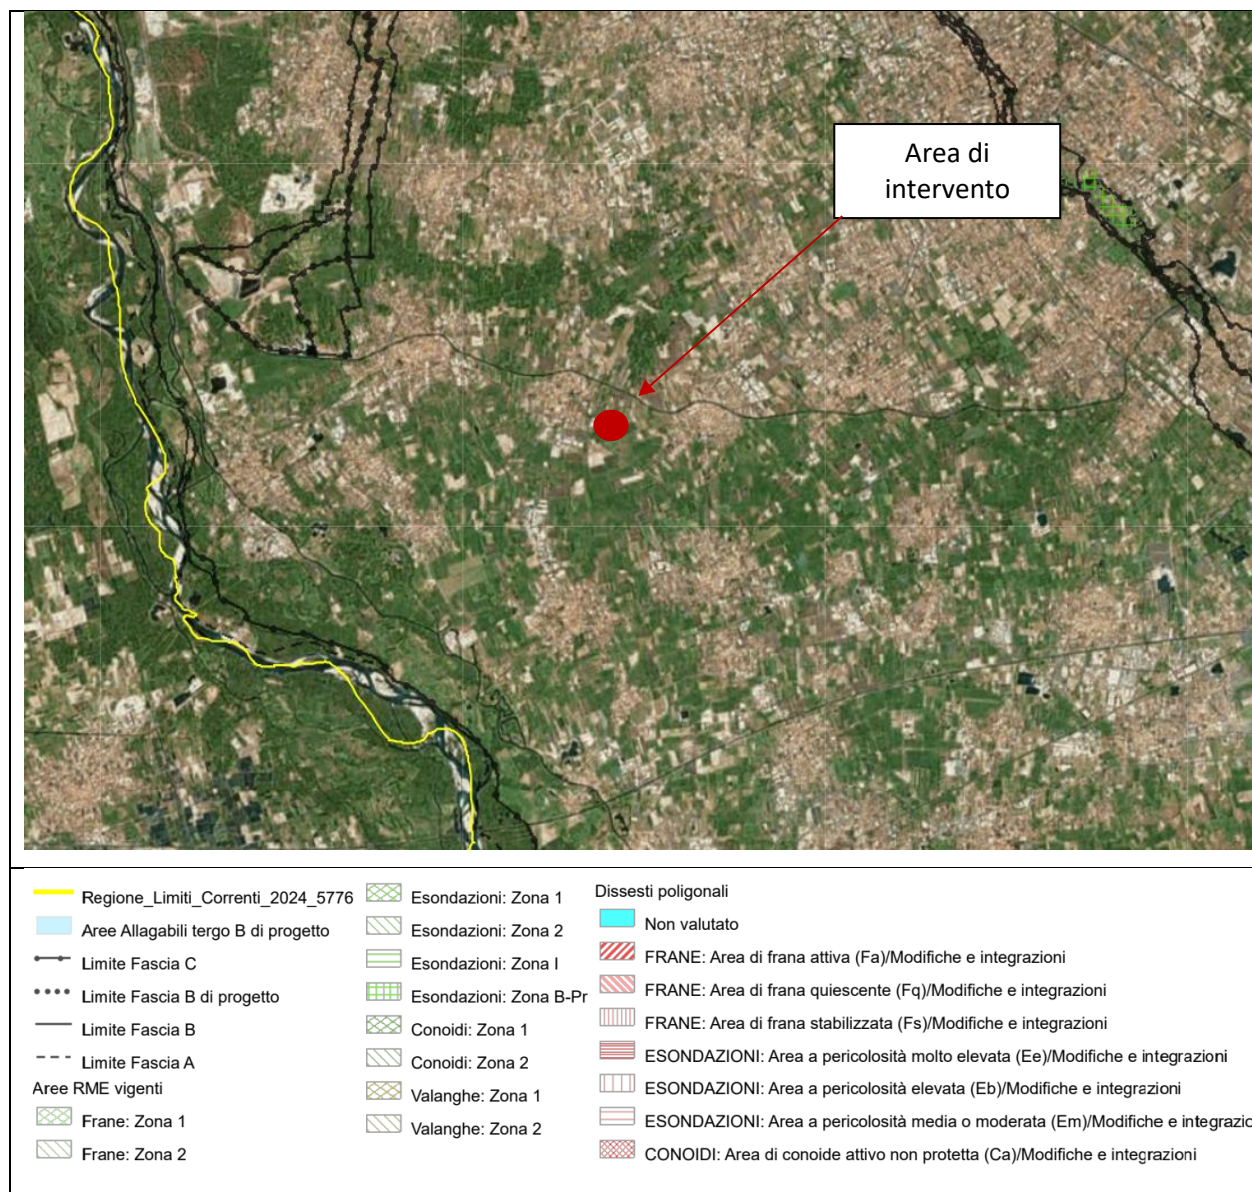 Area di
intervento
Regione_Limiti_Correnti_2024_5776
Aree Allagabili tergo B di progetto
Limite Fascia C
Limite Fascia B di progetto
Limite Fascia B
Limite Fascia A
Aree RME vigenti
Frane: Zona 1
Frane: Zona 2
Esondazioni: Zona 1
Esondazioni: Zona 2
Esondazioni: Zona I
Esondazioni: Zona B-Pr
Conoidi: Zona 1
Conoidi: Zona 2
Valanghe: Zona 1
Valanghe: Zona 2
Dissesti poligonali
Non valutato
FRANE: Area di frana attiva (Fa)/Modifiche e integrazioni
FRANE: Area di frana quiescente (Fq)/Modifiche e integrazioni
FRANE: Area di frana stabilizzata (Fs)/Modifiche e integrazioni
ESONDAZIONI: Area a pericolosità molto elevata (Ee)/Modifiche e integrazioni
ESONDAZIONI: Area a pericolosità elevata (Eb)/Modifiche e integrazioni
ESONDAZIONI: Area a pericolosità media o moderata (Em)/Modifiche e integrazio
CONOIDI: Area di conoide attivo non protetta (Ca)/Modifiche e integrazioni